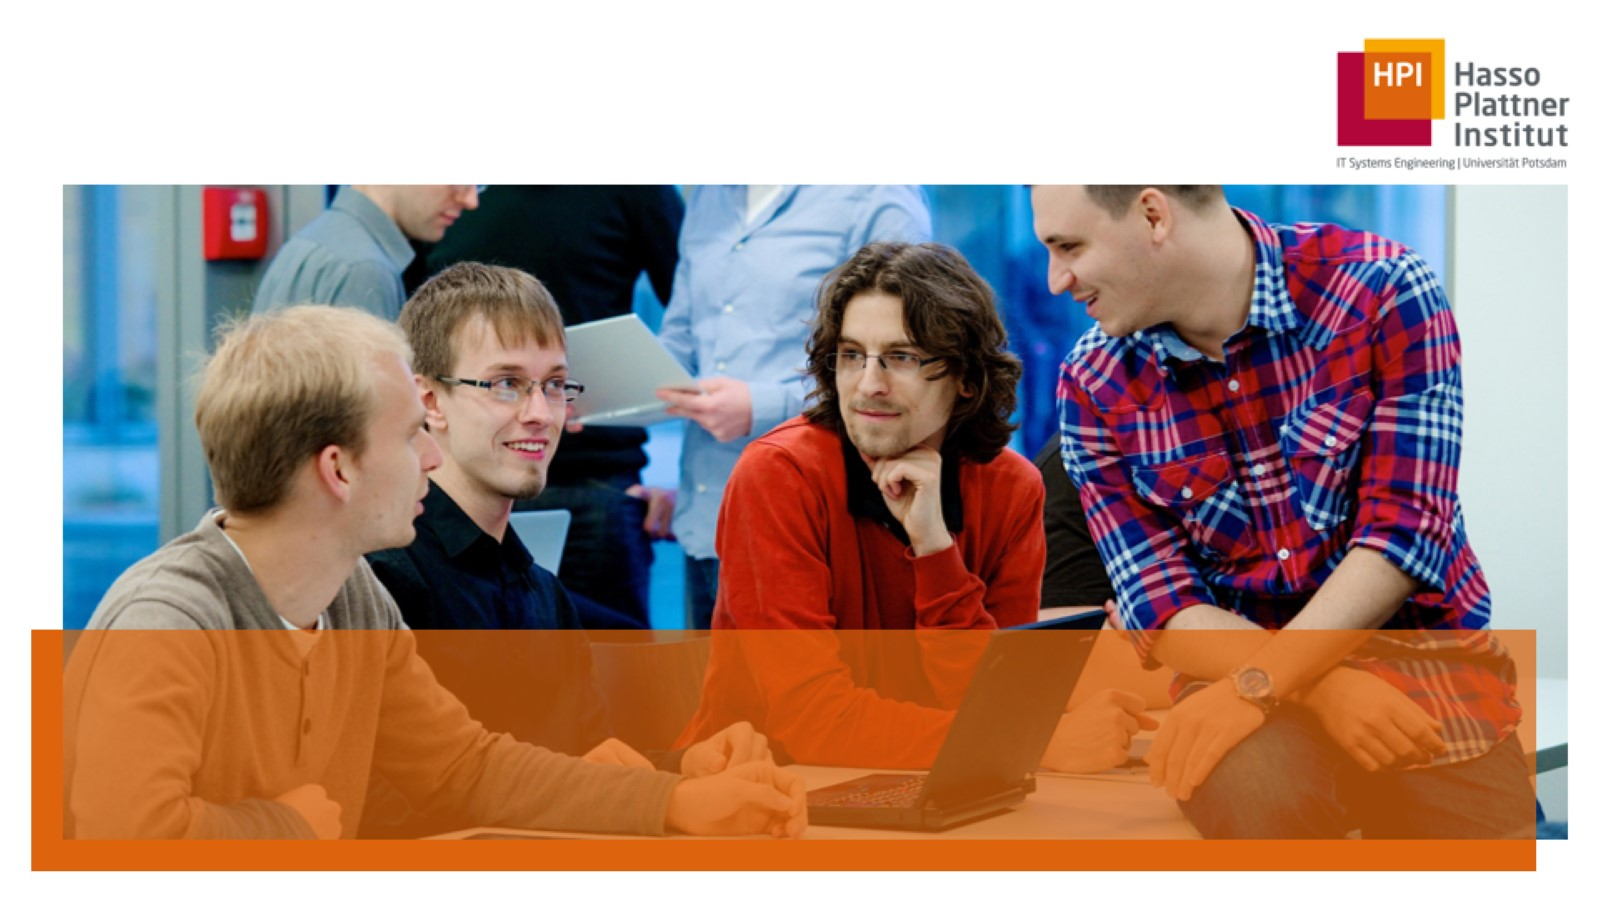 HPI
Hasso
Plattner
Institut
IT Systems Engineering | Universität Potsdam